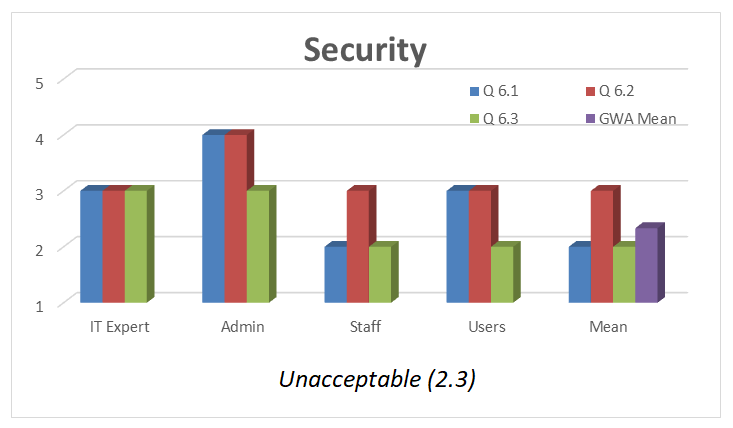 Security
Q 6.1 Q 6.2
Q 6.3 GWA Mean
5
4
3
2
1
IT Expert Admin Staff Users Mean
Unacceptable (2.3)